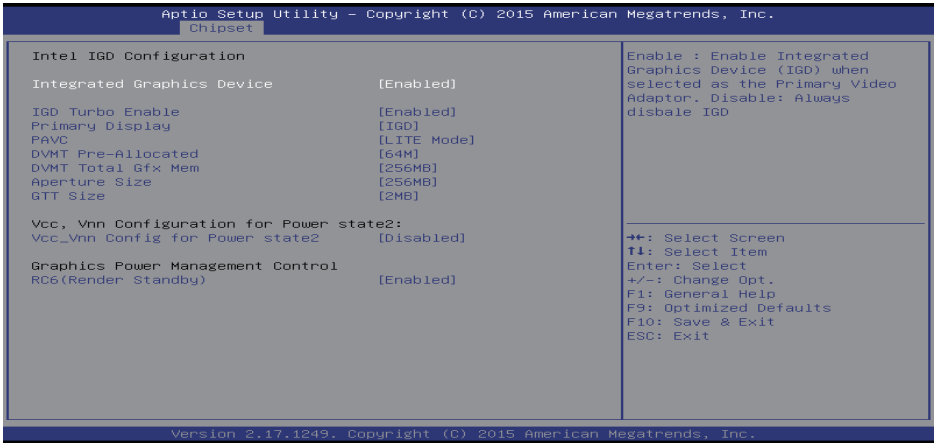 Aptio Setup Utility – Copyright (C) 2015 American Megatrends, Inc.
Chipset
Intel IGD Configuration
Integrated Graphics Device [Enabled]
IGD Turbo Enable [Enabled]
Primary Display [IGD]
PAVC [LITE Mode]
DVMT Pre-Allocated [64M]
DVMT Total Gfx Mem [256MB]
Aperture Size [256MB]
GTT Size [2MB]
Vcc, Vnn Configuration for Power state2:
Vcc_Vnn Config for Power state2 [Disabled]
Graphics Power Management Control
RC6(Render Standby) [Enabled]
Enable : Enable Integrated
Graphics Device (IGD) when
selected as the Primary Video
Adaptor. Disable: Always
disbale IGD
→←: Select Screen
↑↓: Select Item
Enter: Select
+/-: Change Opt.
F1: General Help
F9: Optimized Defaults
F10: Save & Exit
ESC: Exit
Version 2.17.1249. Copyright (C) 2015 American Megatrends, Inc.